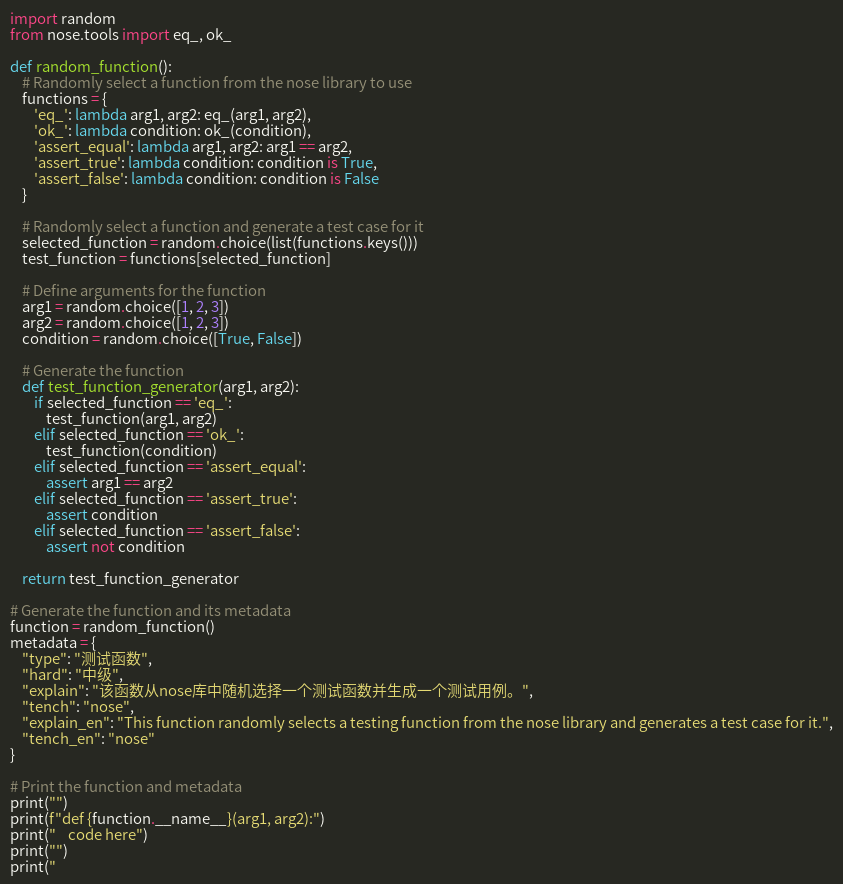 import random
from nose.tools import eq_, ok_

def random_function():
    # Randomly select a function from the nose library to use
    functions = {
        'eq_': lambda arg1, arg2: eq_(arg1, arg2),
        'ok_': lambda condition: ok_(condition),
        'assert_equal': lambda arg1, arg2: arg1 == arg2,
        'assert_true': lambda condition: condition is True,
        'assert_false': lambda condition: condition is False
    }

    # Randomly select a function and generate a test case for it
    selected_function = random.choice(list(functions.keys()))
    test_function = functions[selected_function]

    # Define arguments for the function
    arg1 = random.choice([1, 2, 3])
    arg2 = random.choice([1, 2, 3])
    condition = random.choice([True, False])

    # Generate the function
    def test_function_generator(arg1, arg2):
        if selected_function == 'eq_':
            test_function(arg1, arg2)
        elif selected_function == 'ok_':
            test_function(condition)
        elif selected_function == 'assert_equal':
            assert arg1 == arg2
        elif selected_function == 'assert_true':
            assert condition
        elif selected_function == 'assert_false':
            assert not condition

    return test_function_generator

# Generate the function and its metadata
function = random_function()
metadata = {
    "type": "测试函数",
    "hard": "中级",
    "explain": "该函数从nose库中随机选择一个测试函数并生成一个测试用例。",
    "tench": "nose",
    "explain_en": "This function randomly selects a testing function from the nose library and generates a test case for it.",
    "tench_en": "nose"
}

# Print the function and metadata
print("")
print(f"def {function.__name__}(arg1, arg2):")
print("    code here")
print("")
print("